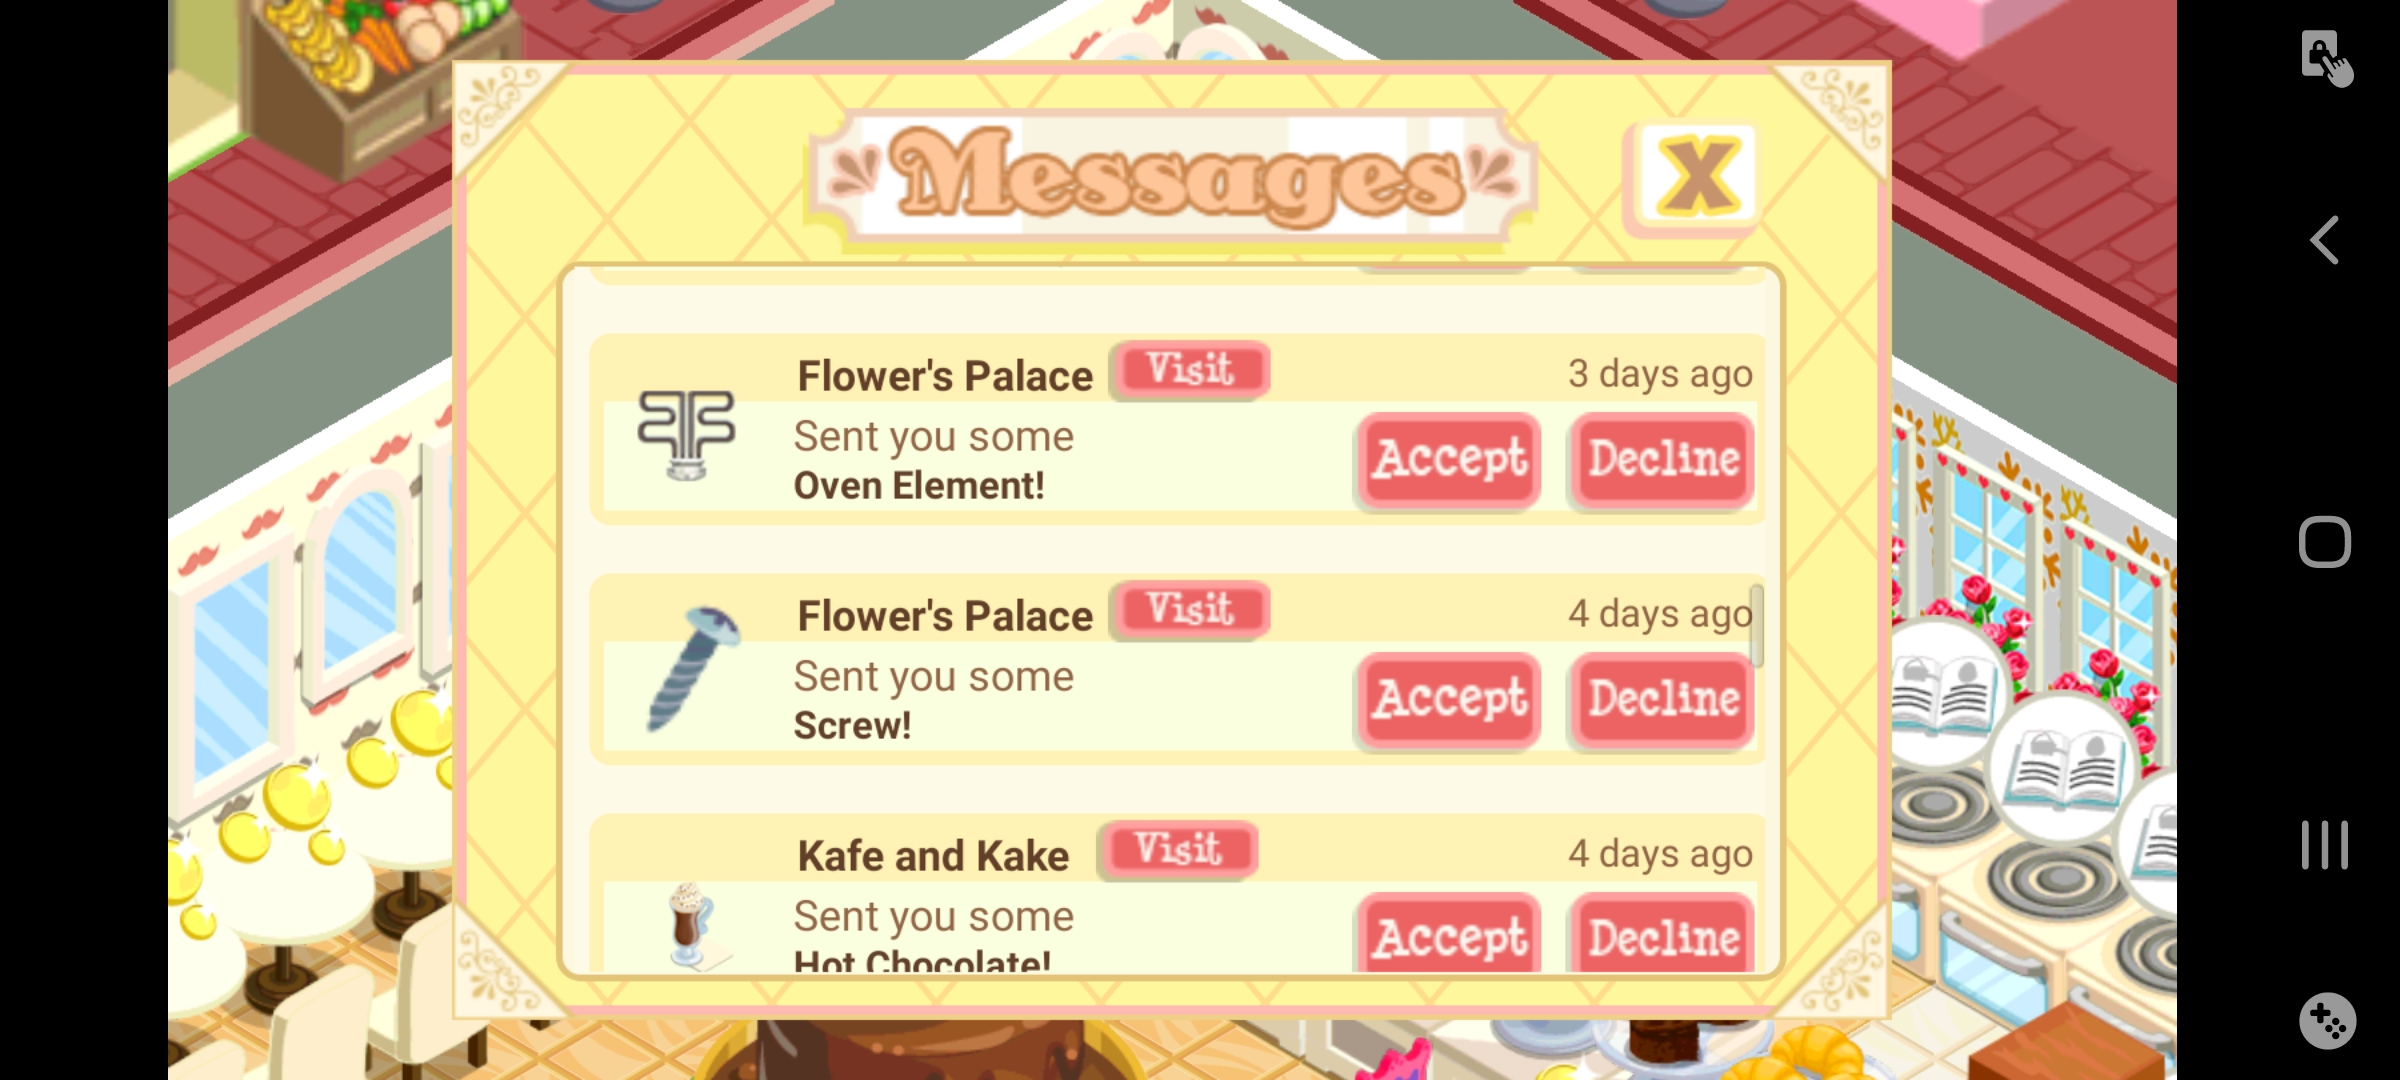 Messages
X
Flower's Palace Visit 3 days ago
Sent you some
Oven Element!
Accept Decline
Flower's Palace Visit 4 days ago
Sent you some
Screw!
Accept Decline
Kafe and Kake Visit 4 days ago
Sent you some
Hot Chocolate!
Accept Decline